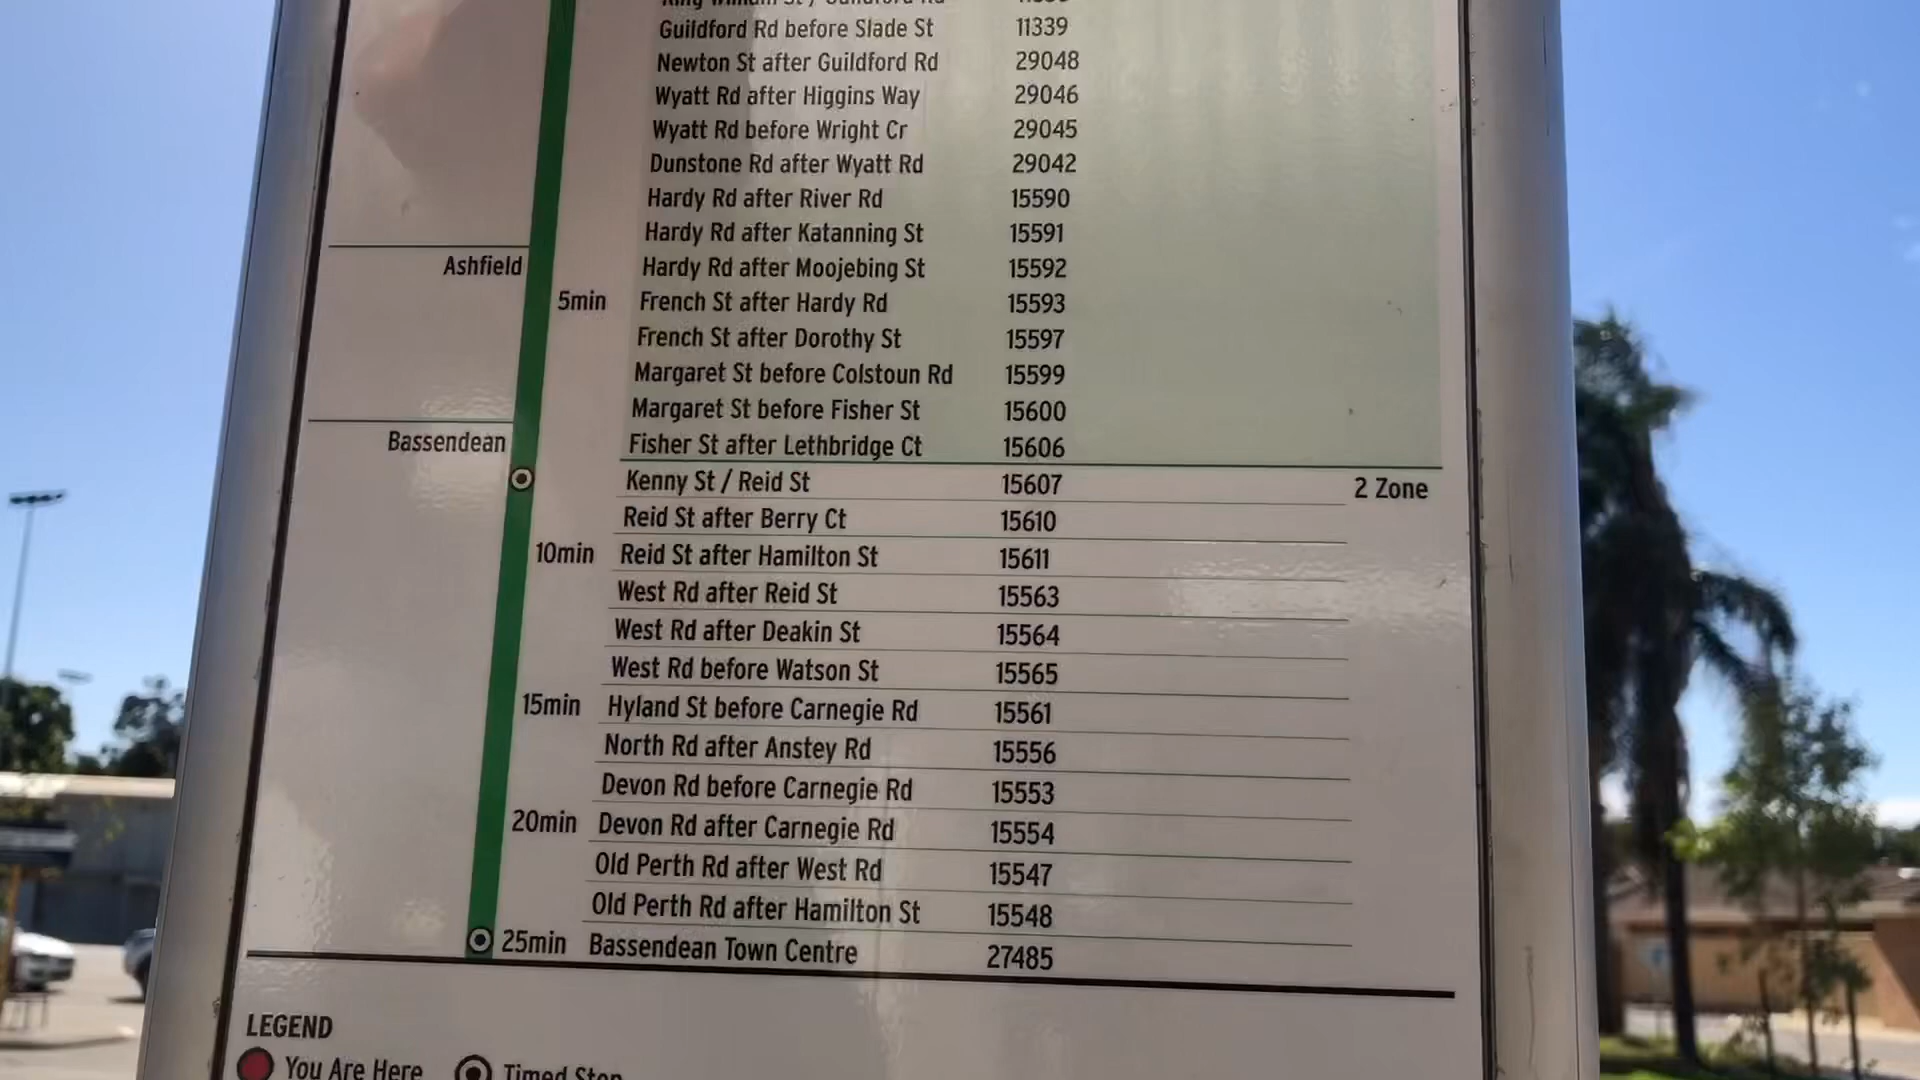 Guildford Rd before Slade St 11339
Newton St after Guildford Rd 29048
Wyatt Rd after Higgins Way 29046
Wyatt Rd before Wright Cr 29045
Dunstone Rd after Wyatt Rd 29042
Hardy Rd after River Rd 15590
Hardy Rd after Katanning St 15591
Ashfield Hardy Rd after Moojebing St 15592
5min French St after Hardy Rd 15593
French St after Dorothy St 15597
Margaret St before Colstoun Rd 15599
Margaret St before Fisher St 15600
Bassendean Fisher St after Lethbridge Ct 15606
Kenny St / Reid St 15607 2 Zone
Reid St after Berry Ct 15610
10min Reid St after Hamilton St 15611
West Rd after Reid St 15563
West Rd after Deakin St 15564
West Rd before Watson St 15565
15min Hyland St before Carnegie Rd 15561
North Rd after Anstey Rd 15556
Devon Rd before Carnegie Rd 15553
20min Devon Rd after Carnegie Rd 15554
Old Perth Rd after West Rd 15547
Old Perth Rd after Hamilton St 15548
25min Bassendean Town Centre 27485
LEGEND
You Are Here Timed Stop